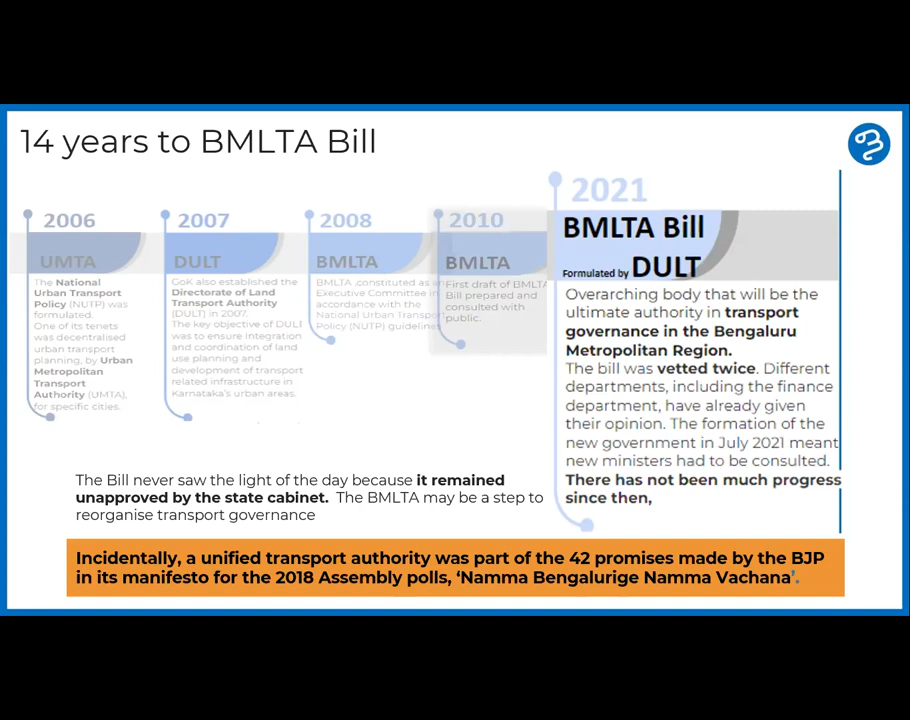 14 years to BMLTA Bill
2006
UMTA
The National
Urban Transport
Policy (NUTP) was
formulated.
One of its tenets
was decentralised
urban transport
planning, by Urban
Metropolitan
Transport
Authority (UMTA),
for specific cities.
2007
DULT
GoK also established the
Directorate of Land
Transport Authority
(DULT) in 2007.
The key objective of DULT
was to ensure integration
and coordination of land
use planning and
development of transport
related infrastructure in
Karnataka's urban areas.
2008
BMLTA
BMLTA ,constituted as an
Executive Committee in
accordance with the
National Urban Transport
Policy (NUTP) guidelines
2010
BMLTA
First draft of BMLTA
Bill prepared and
consulted with
public.
2021
BMLTA Bill
Formulated by DULT
Overarching body that will be the
ultimate authority in transport
governance in the Bengaluru
Metropolitan Region.
The bill was vetted twice. Different
departments, including the finance
department, have already given
their opinion. The formation of the
new government in July 2021 meant
new ministers had to be consulted.
There has not been much progress
since then,
The Bill never saw the light of the day because it remained
unapproved by the state cabinet. The BMLTA may be a step to
reorganise transport governance
Incidentally, a unified transport authority was part of the 42 promises made by the BJP
in its manifesto for the 2018 Assembly polls, ‘Namma Bengalurige Namma Vachana’.